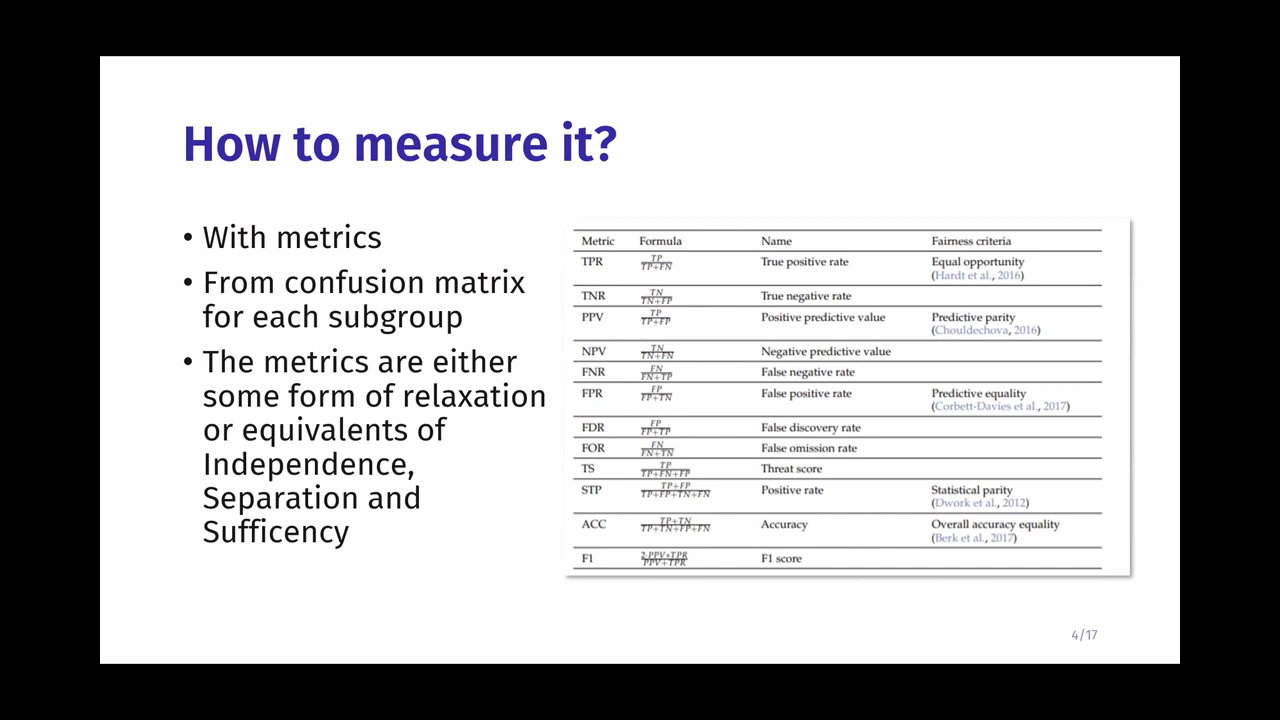 How to measure it?
• With metrics
• From confusion matrix
for each subgroup
• The metrics are either
some form of relaxation
or equivalents of
Independence,
Separation and
Sufficency
Metric Formula Name Fairness criteria
TPR TP/TP+FN True positive rate Equal opportunity
(Hardt et al., 2016)
TNR TN/TN+FP True negative rate
PPV TP/TP+FP Positive predictive value Predictive parity
(Chouldechova, 2016)
NPV TN/TN+FN Negative predictive value
FNR FN/FN+TP False negative rate
FPR FP/FP+TN False positive rate Predictive equality
(Corbett-Davies et al., 2017)
FDR FP/FP+TP False discovery rate
FOR FN/FN+TN False omission rate
TS TP/TP+FN+FP Threat score
STP TP+FP/TP+FP+TN+FN Positive rate Statistical parity
(Dwork et al., 2012)
ACC TP+TN/TP+TN+FP+FN Accuracy Overall accuracy equality
(Berk et al., 2017)
F1 2·PPV*TPR/PPV+TPR F1 score
4/17